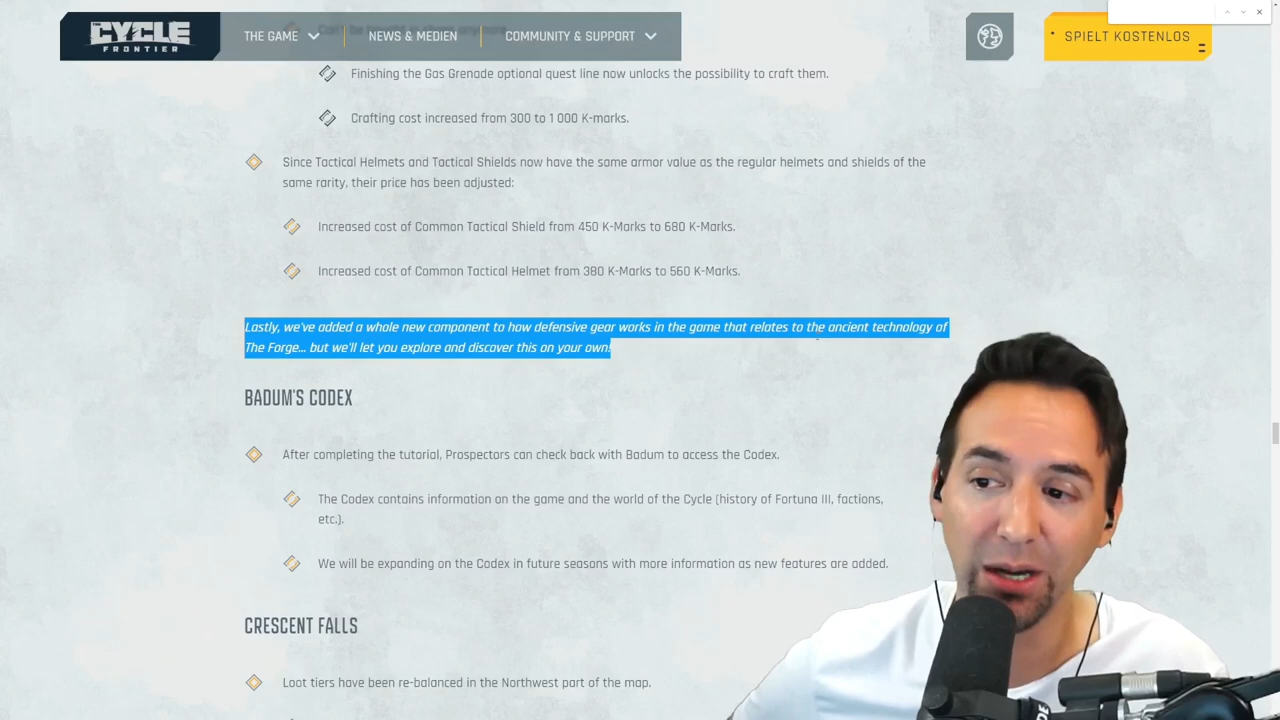 THE CYCLE
FRONTIER
THE GAME
NEWS & MEDIEN
COMMUNITY & SUPPORT
SPIELT KOSTENLOS
Finishing the Gas Grenade optional quest line now unlocks the possibility to craft them.
Crafting cost increased from 300 to 1 000 K-marks.
Since Tactical Helmets and Tactical Shields now have the same armor value as the regular helmets and shields of the
same rarity, their price has been adjusted:
Increased cost of Common Tactical Shield from 450 K-Marks to 680 K-Marks.
Increased cost of Common Tactical Helmet from 380 K-Marks to 560 K-Marks.
Lastly, we've added a whole new component to how defensive gear works in the game that relates to the ancient technology of
The Forge... but we'll let you explore and discover this on your own!
BADUM'S CODEX
After completing the tutorial, Prospectors can check back with Badum to access the Codex.
The Codex contains information on the game and the world of the Cycle (history of Fortuna III, factions,
etc.).
We will be expanding on the Codex in future seasons with more information as new features are added.
CRESCENT FALLS
Loot tiers have been re-balanced in the Northwest part of the map.